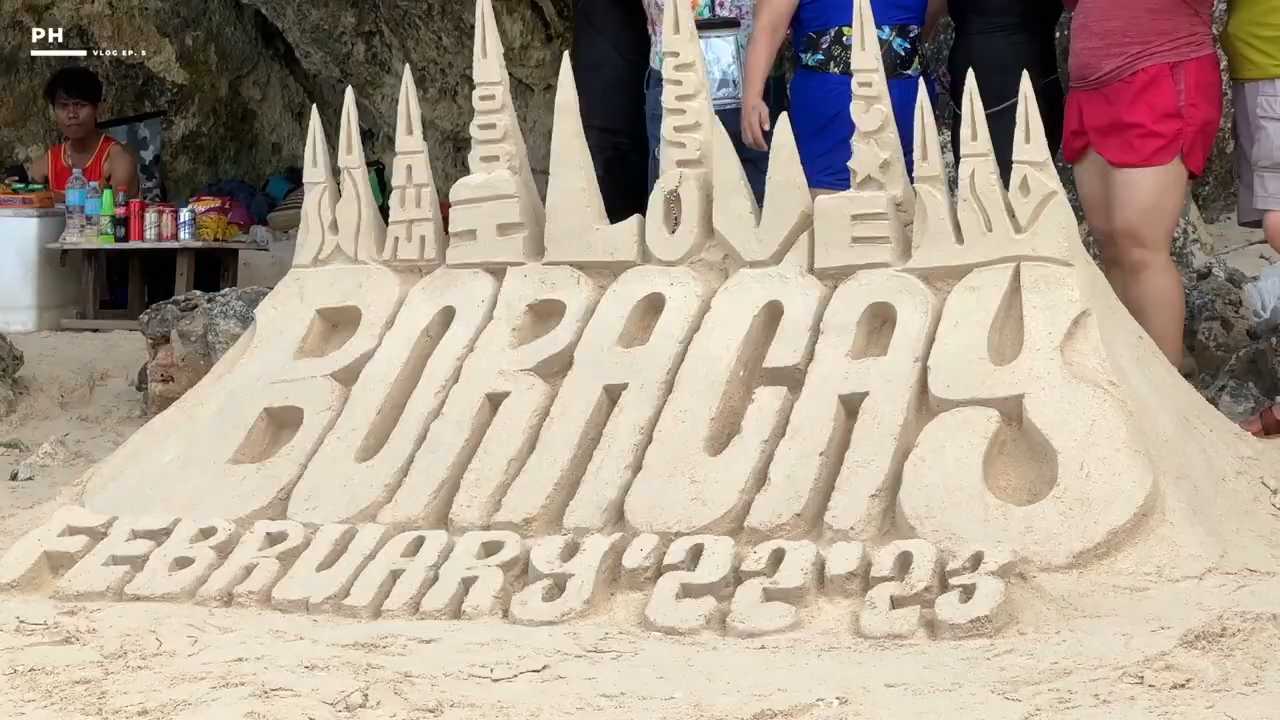 PH
VLOG EP. 5
I LOVE
BORACAY
FEBRUARY '22 '23